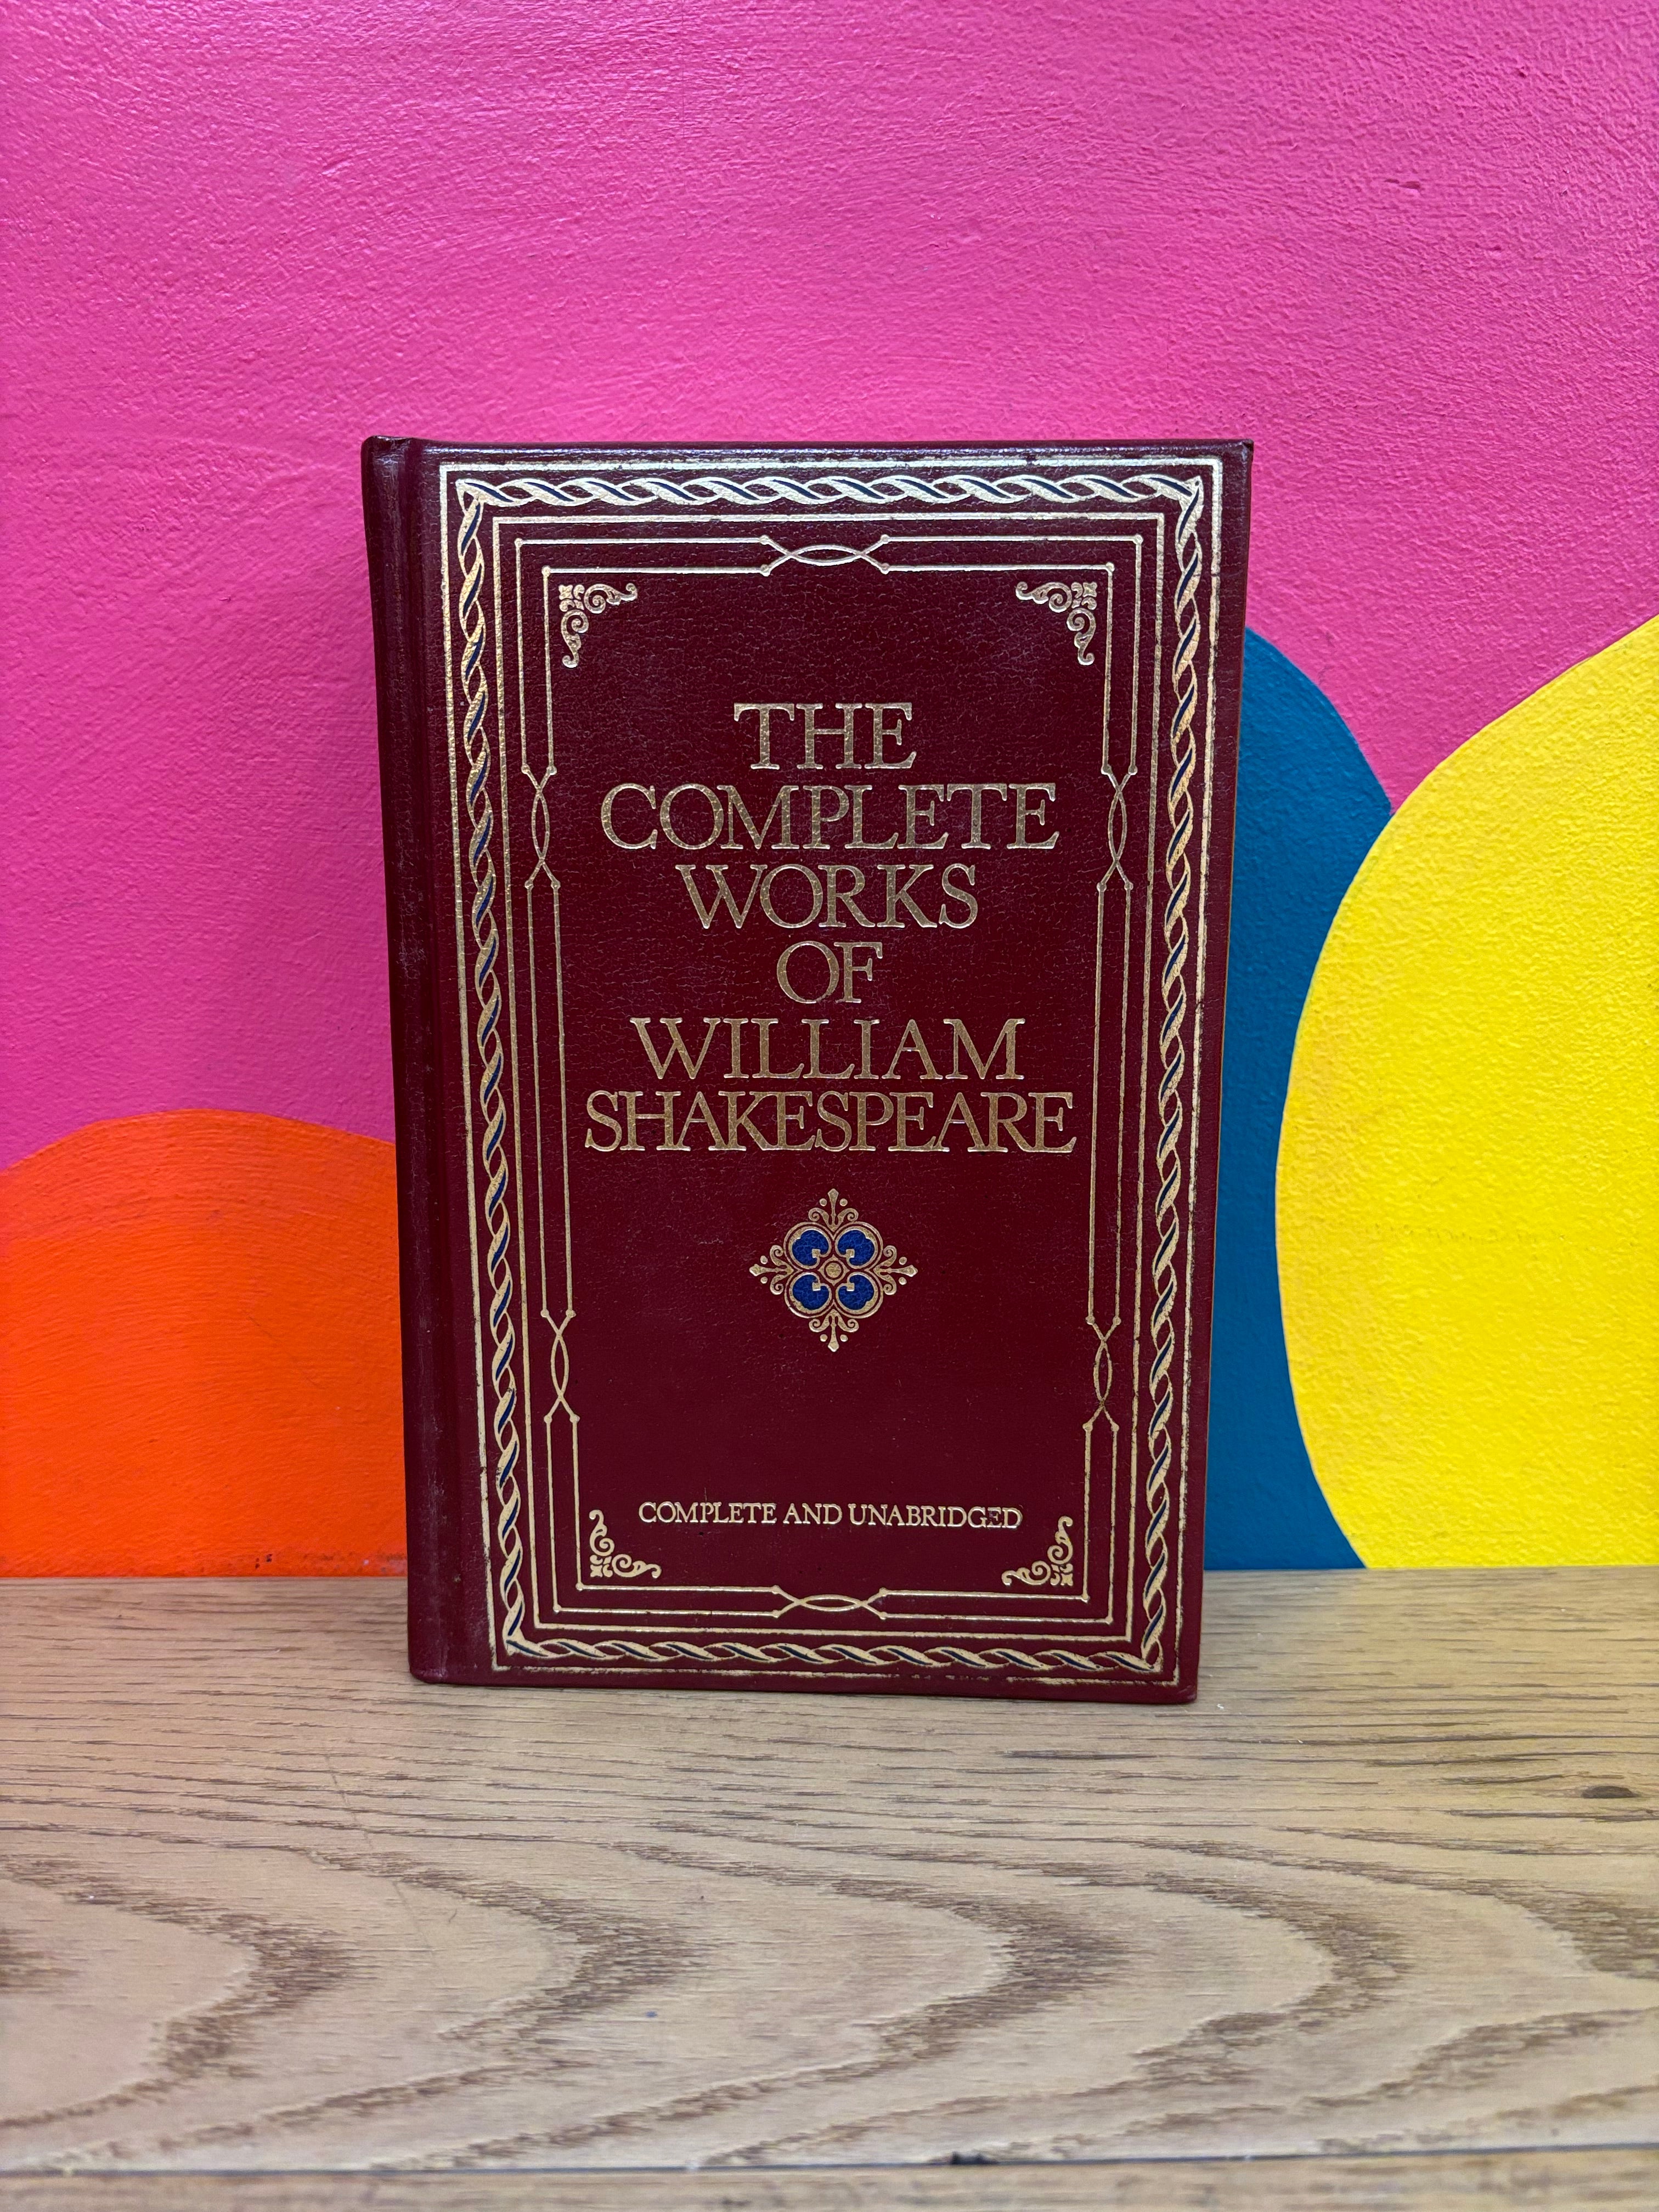 THE
COMPLETE
WORKS
OF
WILLIAM
SHAKESPEARE
COMPLETE AND UNABRIDGED